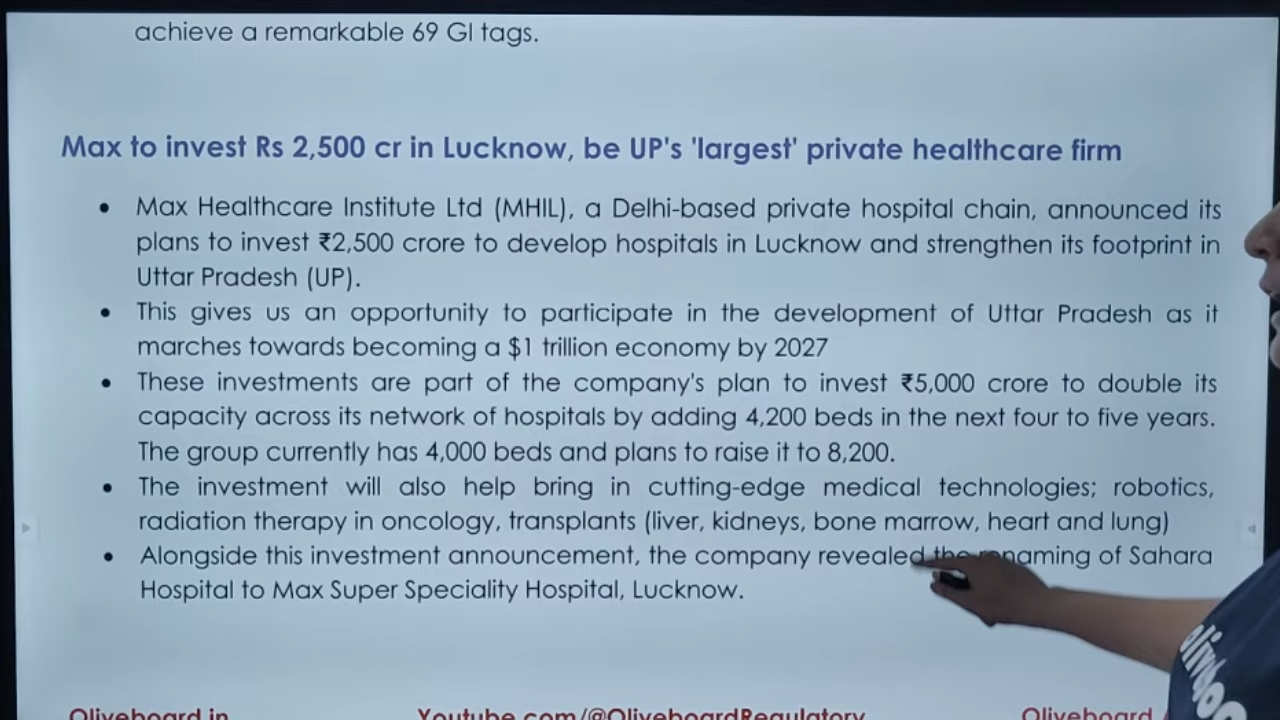 achieve a remarkable 69 GI tags.
Max to invest Rs 2,500 cr in Lucknow, be UP's 'largest' private healthcare firm
• Max Healthcare Institute Ltd (MHIL), a Delhi-based private hospital chain, announced its
plans to invest ₹2,500 crore to develop hospitals in Lucknow and strengthen its footprint in
Uttar Pradesh (UP).
• This gives us an opportunity to participate in the development of Uttar Pradesh as it
marches towards becoming a $1 trillion economy by 2027
• These investments are part of the company's plan to invest ₹5,000 crore to double its
capacity across its network of hospitals by adding 4,200 beds in the next four to five years.
The group currently has 4,000 beds and plans to raise it to 8,200.
• The investment will also help bring in cutting-edge medical technologies; robotics,
radiation therapy in oncology, transplants (liver, kidneys, bone marrow, heart and lung)
• Alongside this investment announcement, the company revealed the renaming of Sahara
Hospital to Max Super Speciality Hospital, Lucknow.
Oliveboard.in Youtube.com/@OliveboardRegulatory Oliveboard